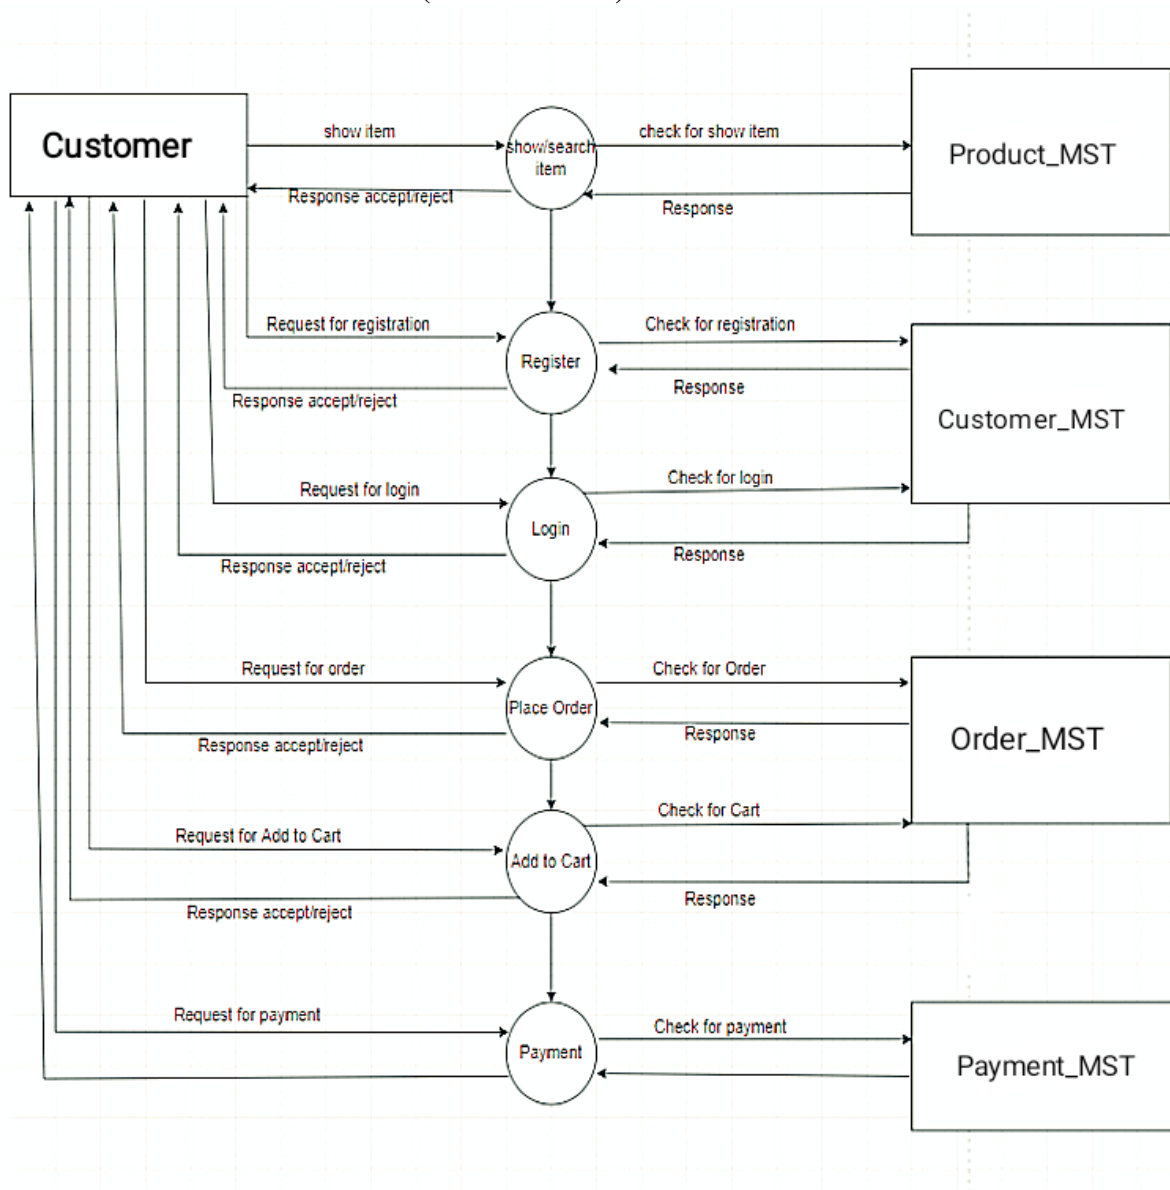 Customer
show item
show/search
item
check for show item
Product_MST
Response accept/reject
Response
Request for registration
Register
Check for registration
Response accept/reject
Response
Customer_MST
Request for login
Login
Check for login
Response accept/reject
Response
Request for order
Place Order
Check for Order
Response accept/reject
Response
Order_MST
Request for Add to Cart
Add to Cart
Check for Cart
Response accept/reject
Response
Request for payment
Payment
Check for payment
Payment_MST